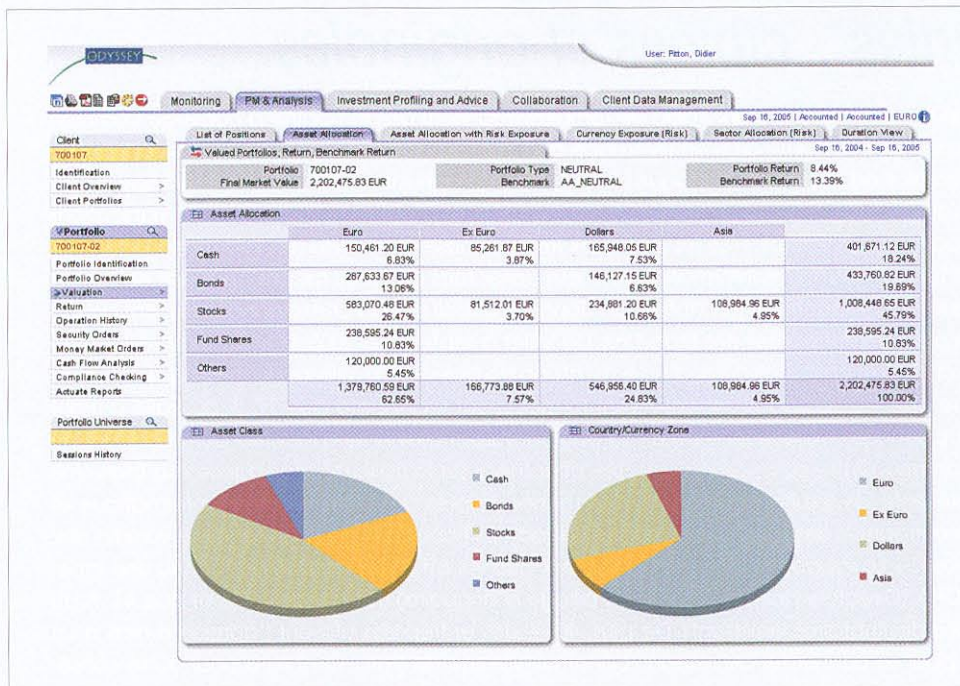 ODYSSEY
User: Pitton, Didier
Monitoring PM & Analysis Investment Profiling and Advice Collaboration Client Data Management
Sep 16, 2005 | Accounted | Accounted | EURO
Client
700107
Identification
Client Overview >
Client Portfolios >
Portfolio
700107-02
Portfolio Identification
Portfolio Overview
Valuation >
Return >
Operation History >
Security Orders >
Money Market Orders >
Cash Flow Analysis >
Compliance Checking >
Actuate Reports
Portfolio Universe
Sessions History
List of Positions Asset Allocation Asset Allocation with Risk Exposure Currency Exposure [Risk] Sector Allocation [Risk] Duration View
Valued Portfolios, Return, Benchmark Return Sep 16, 2004 - Sep 16, 2005
Portfolio 700107-02 Portfolio Type NEUTRAL Portfolio Return 8.44%
Final Market Value 2,202,475.83 EUR Benchmark AA_NEUTRAL Benchmark Return 13.39%
Asset Allocation
Euro Ex Euro Dollars Asia
Cash 150,461.20 EUR 85,261.87 EUR 165,948.05 EUR 401,671.12 EUR
6.83% 3.87% 7.53% 18.24%
Bonds 287,633.67 EUR 146,127.15 EUR 433,760.82 EUR
13.06% 6.63% 19.69%
Stocks 583,070.48 EUR 81,512.01 EUR 234,881.20 EUR 108,984.96 EUR 1,008,448.65 EUR
26.47% 3.70% 10.66% 4.95% 45.79%
Fund Shares 238,595.24 EUR 238,595.24 EUR
10.83% 10.83%
Others 120,000.00 EUR 120,000.00 EUR
5.45% 5.45%
1,379,760.59 EUR 166,773.88 EUR 546,956.40 EUR 108,984.96 EUR 2,202,475.83 EUR
62.65% 7.57% 24.83% 4.95% 100.00%
Asset Class
Cash
Bonds
Stocks
Fund Shares
Others
Country/Currency Zone
Euro
Ex Euro
Dollars
Asia